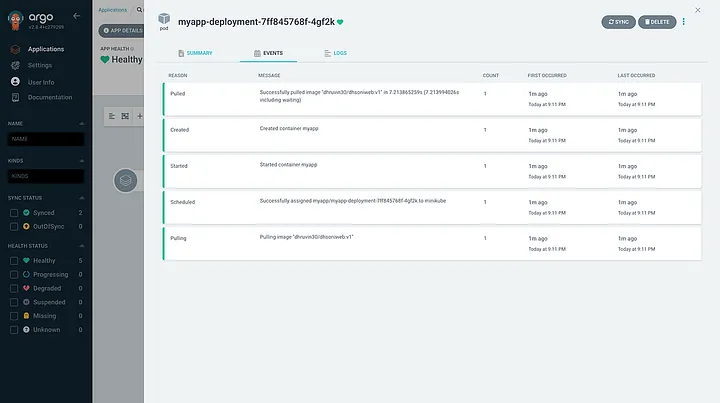 argo
Applications
Settings
User Info
Documentation
NAME
NAME
KINDS
KINDS
SYNC STATUS
Synced 2
OutOfSync 0
HEALTH STATUS
Healthy 5
Progressing 0
Degraded 0
Suspended 0
Missing 0
Unknown 0
Applications /
APP DETAILS
APP HEALTH
Healthy
pod
myapp-deployment-7ff845768f-4gf2k
SYNC
DELETE
SUMMARY
EVENTS
LOGS
REASON MESSAGE COUNT FIRST OCCURRED LAST OCCURRED
Pulled Successfully pulled image "dhruvin30/dhsoniweb:v1" in 7.213865259s (7.213994026s including waiting) 1 1m ago Today at 9:11 PM 1m ago Today at 9:11 PM
Created Created container myapp 1 1m ago Today at 9:11 PM 1m ago Today at 9:11 PM
Started Started container myapp 1 1m ago Today at 9:11 PM 1m ago Today at 9:11 PM
Scheduled Successfully assigned myapp/myapp-deployment-7ff845768f-4gf2k to minikube 1 1m ago Today at 9:11 PM 1m ago Today at 9:11 PM
Pulling Pulling image "dhruvin30/dhsoniweb:v1" 1 1m ago Today at 9:11 PM 1m ago Today at 9:11 PM